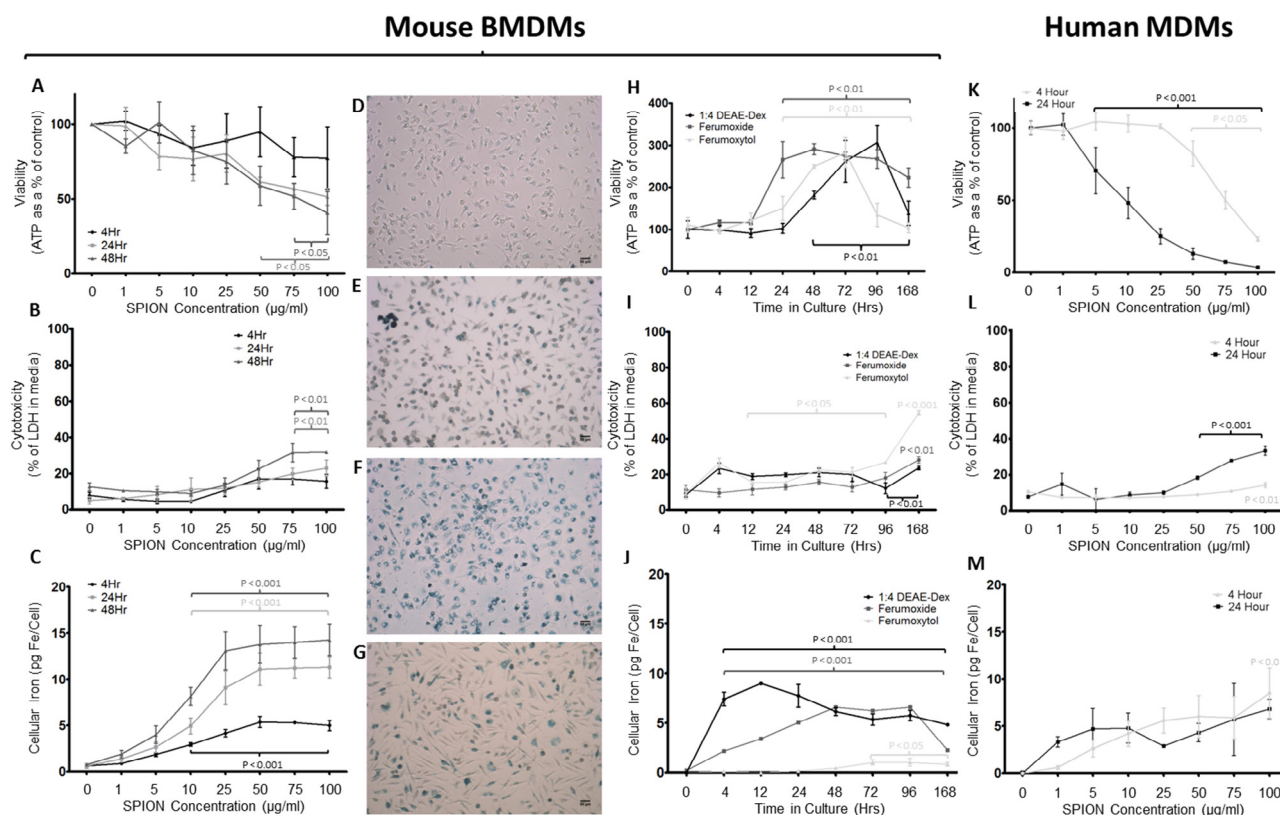 Mouse BMDMs
Human MDMs
A
Viability
(ATP as a % of control)
100
50
0
4Hr
24Hr
48Hr
P < 0.05
P < 0.05
0 1 5 10 25 50 75 100
SPION Concentration (µg/ml)
B
Cytotoxicity
(% of LDH in media)
100
80
60
40
20
0
4Hr
24Hr
48Hr
P < 0.01
P < 0.01
0 1 5 10 25 50 75 100
SPION Concentration (µg/ml)
C
Cellular Iron (pg Fe/Cell)
20
15
10
5
0
4Hr
24Hr
48Hr
P < 0.001
P < 0.001
P < 0.001
0 1 5 10 25 50 75 100
SPION Concentration (µg/ml)
D
E
F
G
H
Viability
(ATP as a % of control)
400
300
200
100
0
1:4 DEAE-Dex
Ferumoxide
Ferumoxytol
P < 0.01
P < 0.01
P < 0.01
0 4 12 24 48 72 96 168
Time in Culture (Hrs)
I
Cytotoxicity
(% of LDH in media)
100
80
60
40
20
0
1:4 DEAE-Dex
Ferumoxide
Ferumoxytol
P < 0.05
P < 0.001
P < 0.01
P < 0.01
0 4 12 24 48 72 96 168
Time in Culture (Hrs)
J
Cellular Iron (pg Fe/Cell)
20
15
10
5
0
1:4 DEAE-Dex
Ferumoxide
Ferumoxytol
P < 0.001
P < 0.001
P < 0.05
0 4 12 24 48 72 96 168
Time in Culture (Hrs)
K
Viability
(ATP as a % of control)
100
50
0
4 Hour
24 Hour
P < 0.001
P < 0.05
0 1 5 10 25 50 75 100
SPION Concentration (µg/ml)
L
Cytotoxicity
(% of LDH in media)
100
80
60
40
20
0
4 Hour
24 Hour
P < 0.001
P < 0.01
0 1 5 10 25 50 75 100
SPION Concentration (µg/ml)
M
Cellular Iron (pg Fe/Cell)
20
15
10
5
0
4 Hour
24 Hour
P < 0.0
0 1 5 10 25 50 75 100
SPION Concentration (µg/ml)